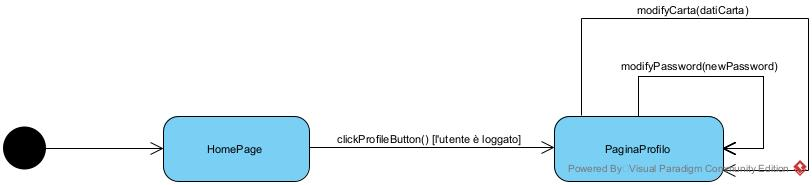 modifyCarta(datiCarta)
modifyPassword(newPassword)
clickProfileButton() [l'utente è loggato]
HomePage
PaginaProfilo
Powered By Visual Paradigm Community Edition